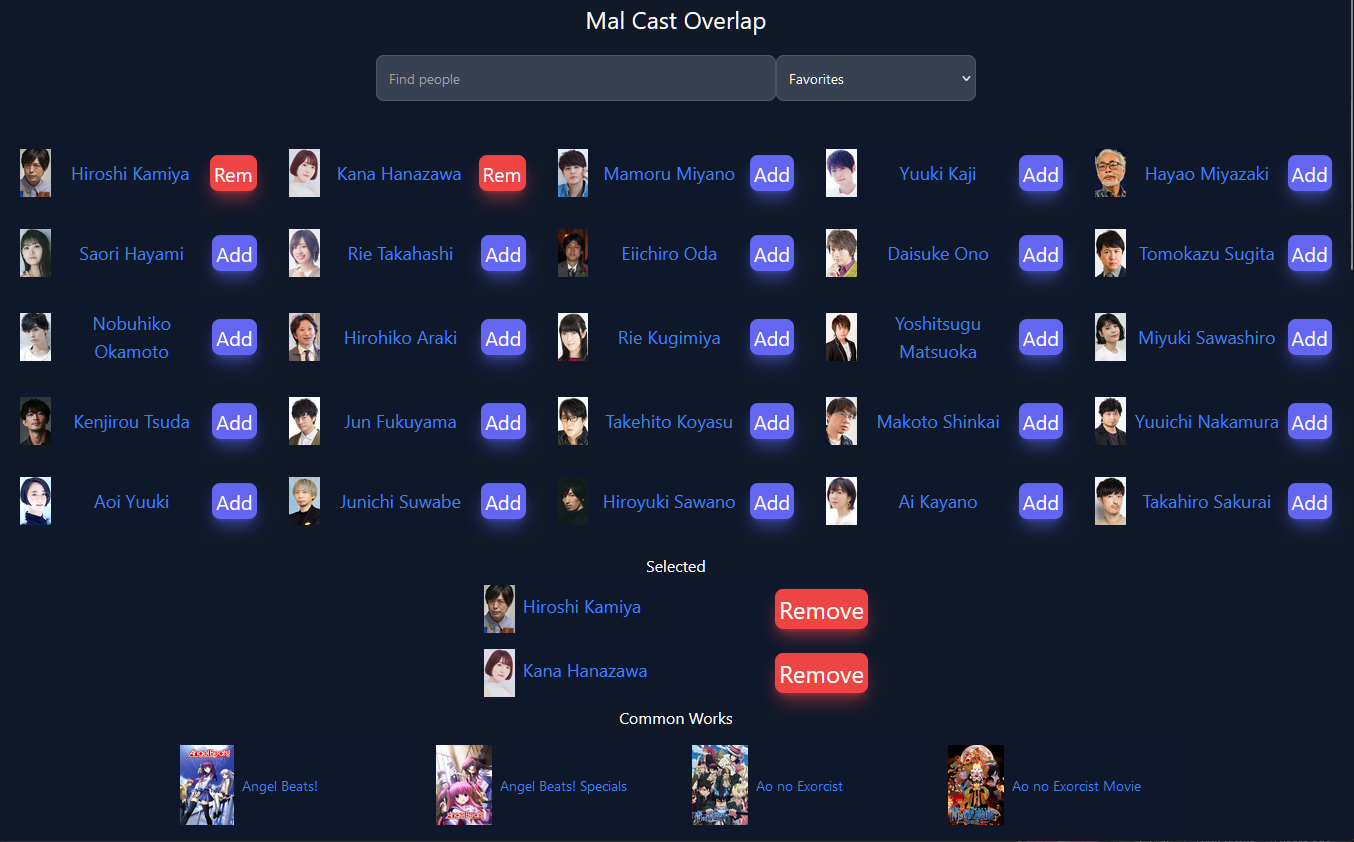 Mal Cast Overlap
Find people
Favorites
Hiroshi Kamiya Rem Kana Hanazawa Rem Mamoru Miyano Add Yuuki Kaji Add Hayao Miyazaki Add
Saori Hayami Add Rie Takahashi Add Eiichiro Oda Add Daisuke Ono Add Tomokazu Sugita Add
Nobuhiko
Okamoto Add Hirohiko Araki Add Rie Kugimiya Add Yoshitsugu
Matsuoka Add Miyuki Sawashiro Add
Kenjirou Tsuda Add Jun Fukuyama Add Takehito Koyasu Add Makoto Shinkai Add Yuuichi Nakamura Add
Aoi Yuuki Add Junichi Suwabe Add Hiroyuki Sawano Add Ai Kayano Add Takahiro Sakurai Add
Selected
Hiroshi Kamiya Remove
Kana Hanazawa Remove
Common Works
Angel Beats!
Angel Beats!
Angel Beats! Specials
Angel Beats!
Ao no Exorcist
Ao no Exorcist Movie